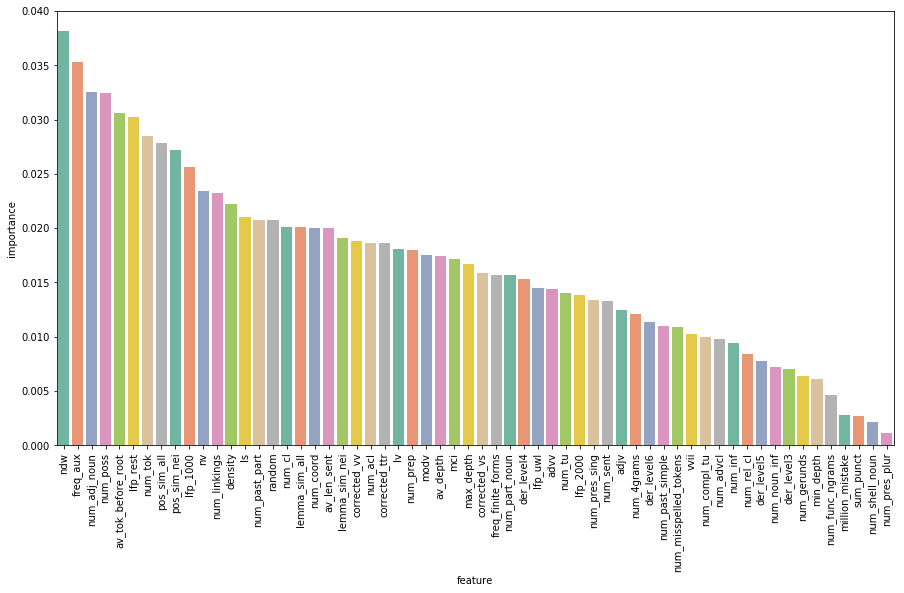 0.040
0.035
0.030
0.025
0.020
0.015
0.010
0.005
0.000
importance
ndw
freq_aux
num_adj_noun
num_poss
av_tok_before_root
lfp_rest
num_tok
pos_sim_all
pos_sim_nei
lfp_1000
nv
num_linkings
density
ls
num_past_part
random
num_cl
lemma_sim_all
num_coord
av_len_sent
lemma_sim_nei
corrected_vv
num_acl
corrected_ttr
lv
num_prep
modv
av_depth
mci
max_depth
corrected_vs
freq_finite_forms
num_part_noun
der_level4
lfp_uwl
advv
num_tu
lfp_2000
num_pres_sing
num_sent
adjv
num_4grams
der_level6
num_past_simple
num_misspelled_tokens
vvii
num_compl_tu
num_advcl
num_inf
num_rel_cl
der_level5
num_noun_inf
der_level3
num_gerunds
min_depth
num_func_ngrams
million_mistake
sum_punct
num_shell_noun
num_pres_plur
feature